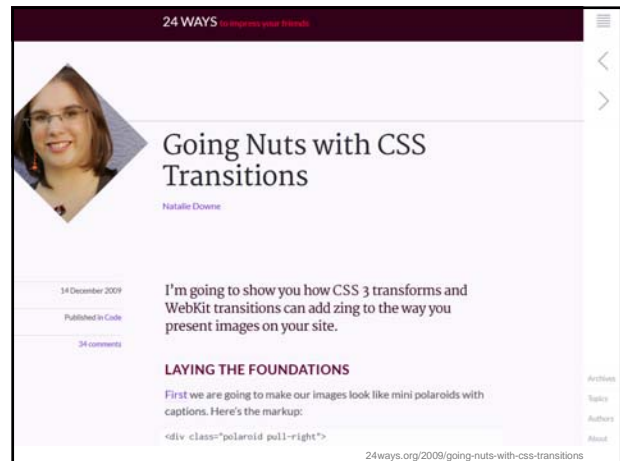 24 WAYS to impress your friends
Going Nuts with CSS
Transitions
Natalie Downe
14 December 2009
Published in Code
34 comments
I'm going to show you how CSS 3 transforms and
WebKit transitions can add zing to the way you
present images on your site.
LAYING THE FOUNDATIONS
First we are going to make our images look like mini polaroids with
captions. Here's the markup:
<div class="polaroid pull-right">
Archives
Topics
Authors
About
24ways.org/2009/going-nuts-with-css-transitions